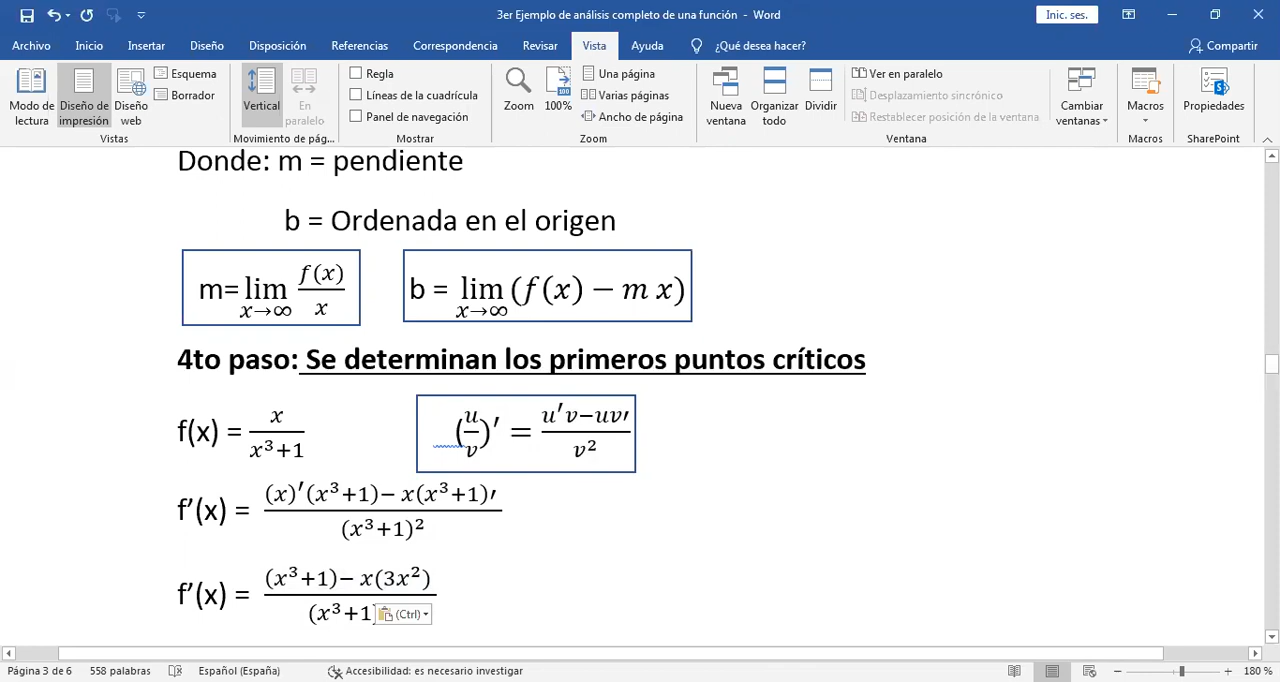 3er Ejemplo de análisis completo de una función - Word
Inic. ses.
Archivo Inicio Insertar Diseño Disposición Referencias Correspondencia Revisar Vista Ayuda ¿Qué desea hacer? Compartir
Modo de lectura
Diseño de impresión
Diseño web
Esquema
Borrador
Vistas
Vertical
En paralelo
Movimiento de pág...
Regla
Líneas de la cuadrícula
Panel de navegación
Mostrar
Zoom
100%
Una página
Varias páginas
Ancho de página
Zoom
Nueva ventana
Organizar todo
Dividir
Ver en paralelo
Desplazamiento sincrónico
Restablecer posición de la ventana
Cambiar ventanas
Ventana
Macros
Macros
Propiedades
SharePoint
Donde: m = pendiente
b = Ordenada en el origen
m= lim x→∞ f(x)/x
b = lim x→∞ (f(x) − m x)
4to paso: Se determinan los primeros puntos críticos
f(x) = x/(x³+1)
(u/v)′ = (u′v−uv′)/v²
f’(x) = ((x)′(x³+1)− x(x³+1)′)/(x³+1)²
f’(x) = ((x³+1)− x(3x²))/(x³+1)
(Ctrl)
Página 3 de 6 558 palabras Español (España) Accesibilidad: es necesario investigar 180 %